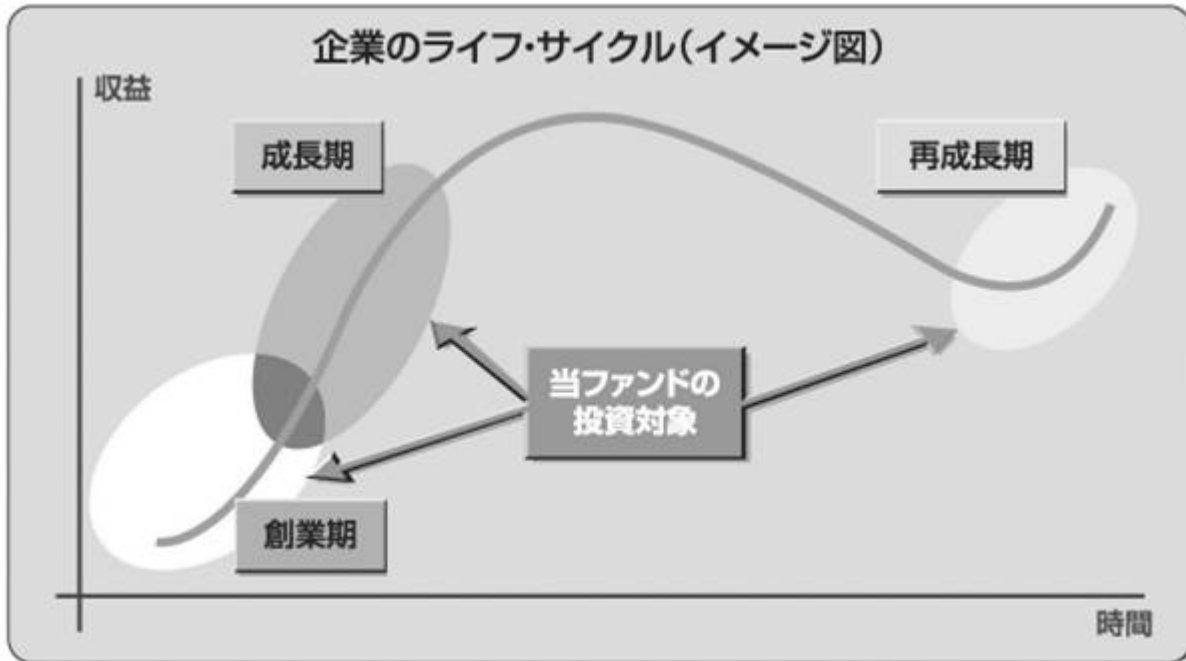 企業のライフ・サイクル（イメージ図）
収益
成長期
再成長期
当ファンドの
投資対象
創業期
時間